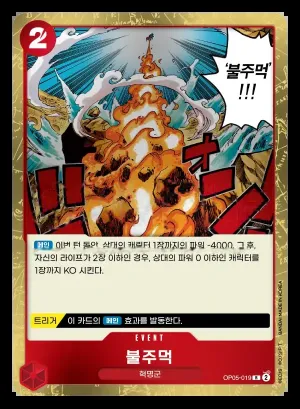 2
'불주먹'
!!!
메인 이번 턴 동안, 상대의 캐릭터 1장까지의 파워 -4000. 그 후,
자신의 라이프가 2장 이하인 경우, 상대의 파워 0 이하인 캐릭터를
1장까지 KO 시킨다.
트리거 이 카드의 메인 효과를 발동한다.
EVENT
불주먹
혁명군
OP05-019 R 2